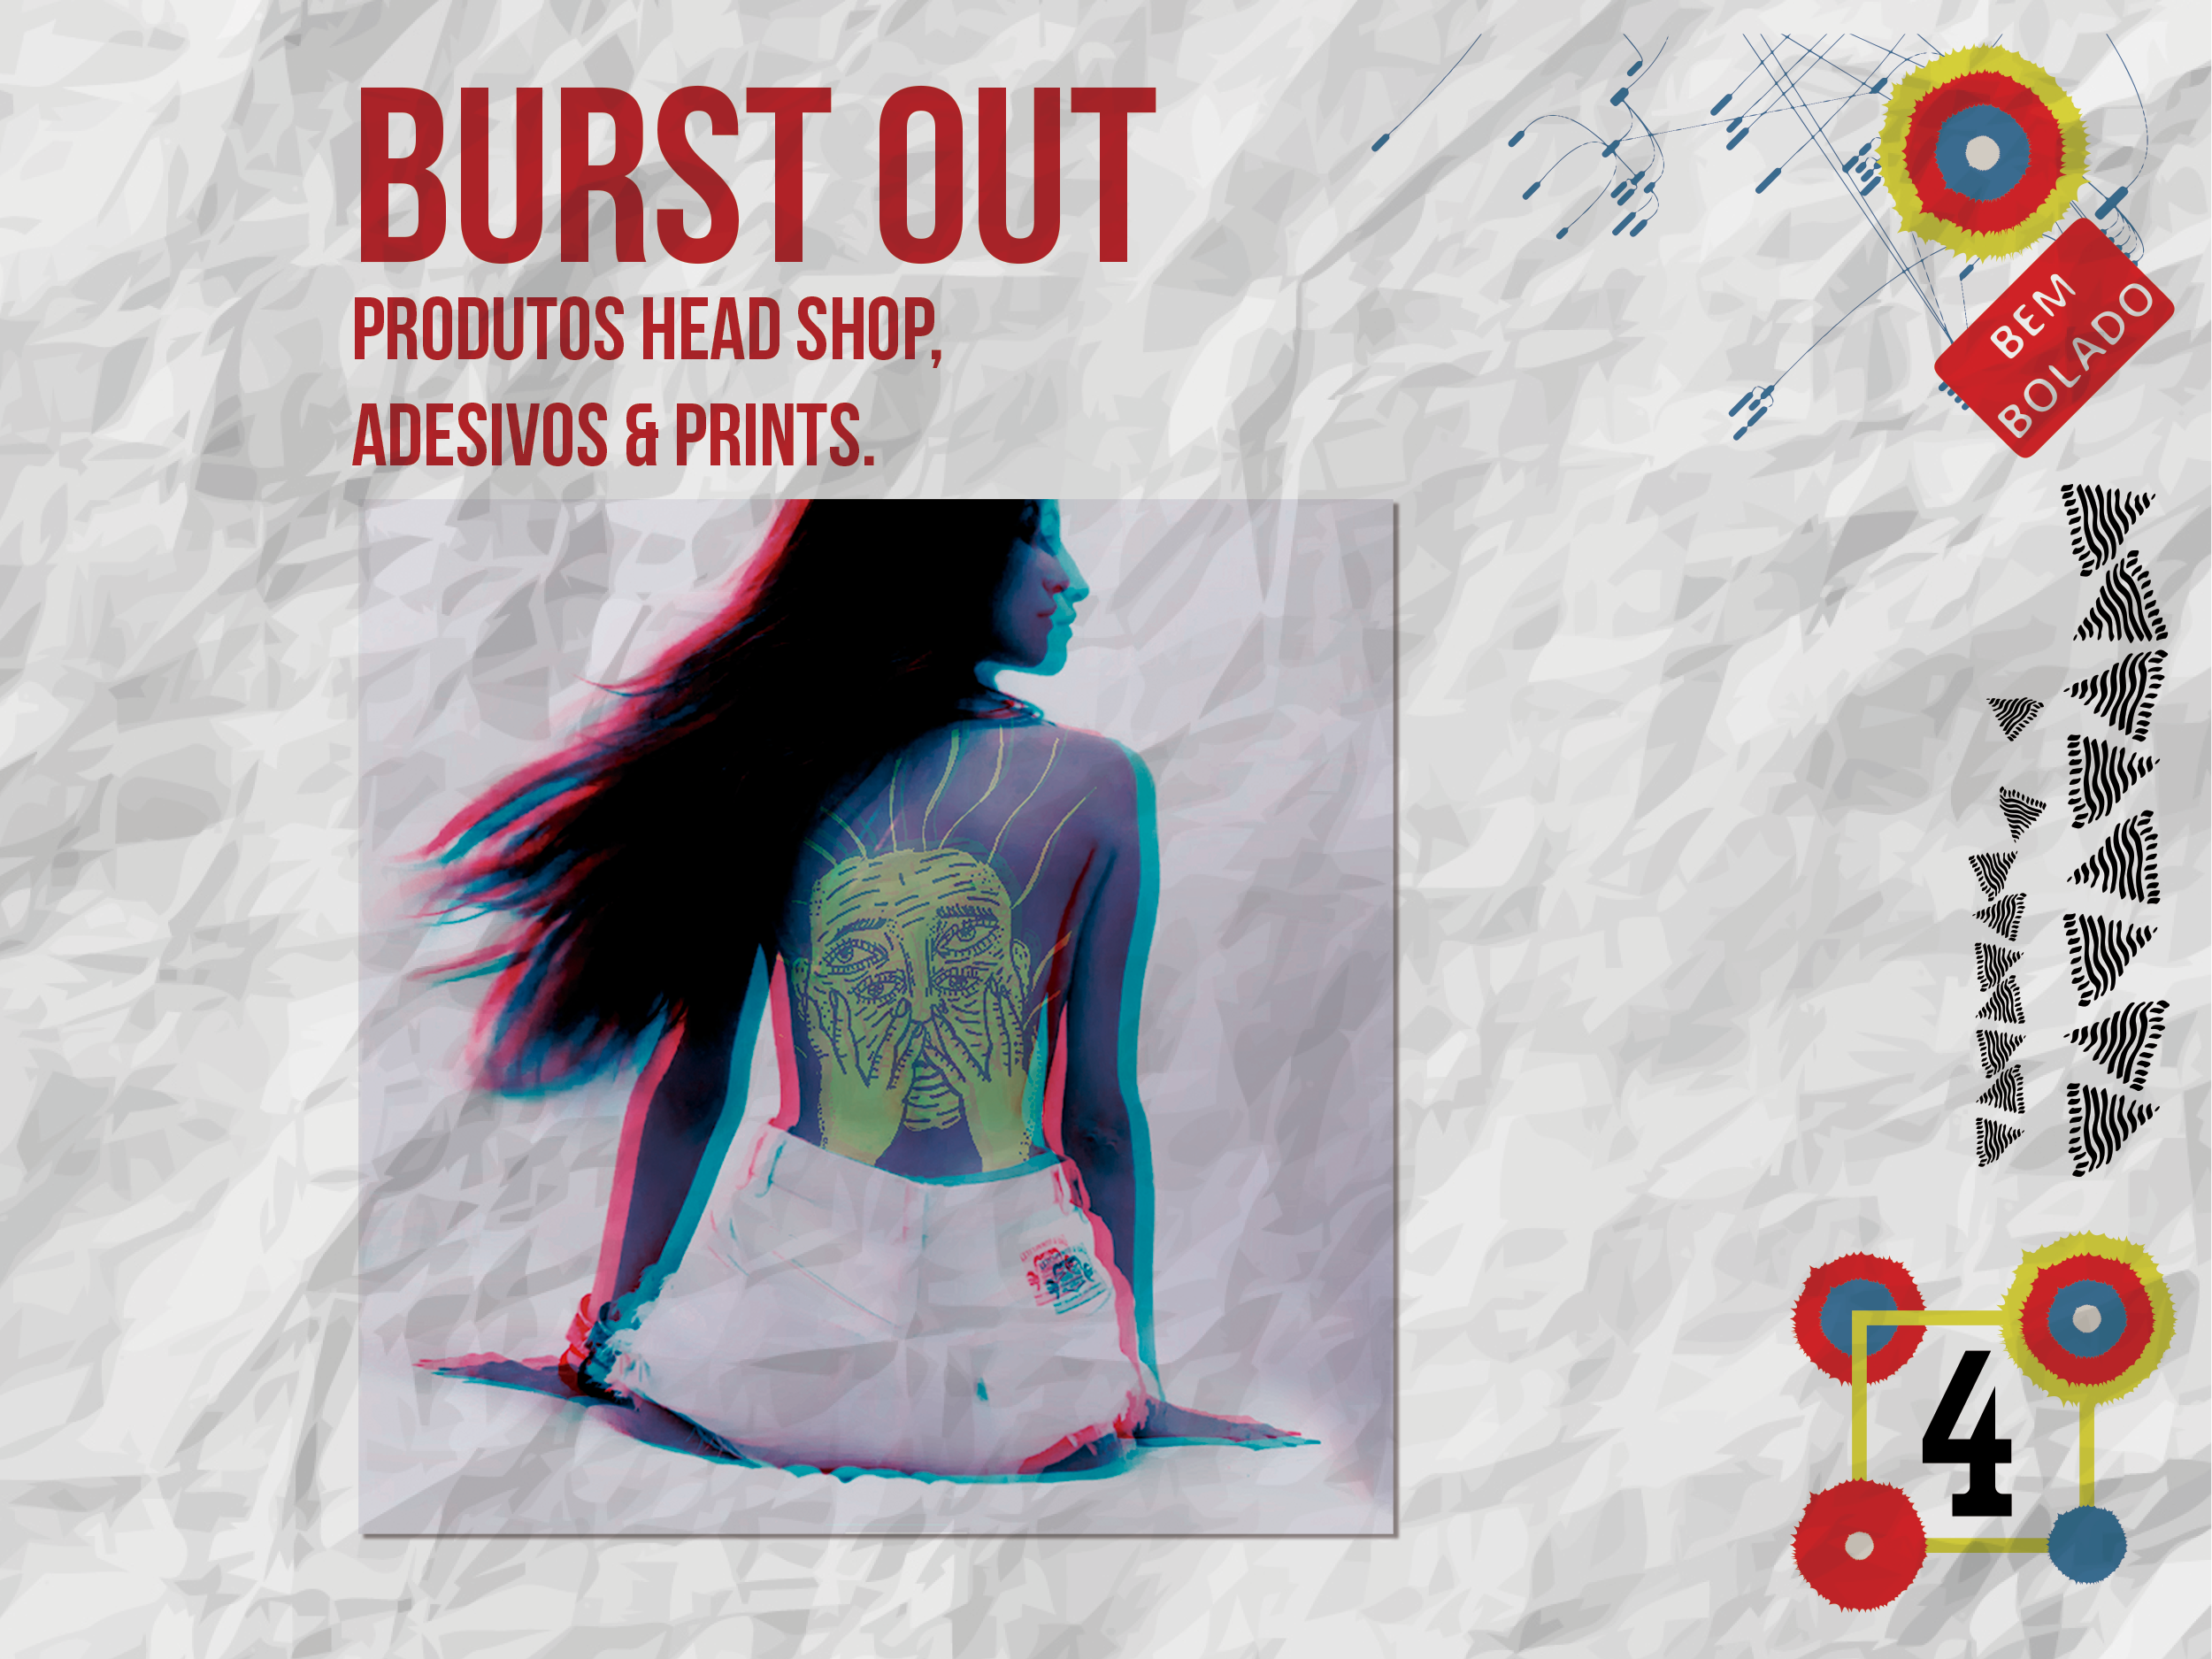 BURST OUT
PRODUTOS HEAD SHOP,
ADESIVOS & PRINTS.
BEM
BOLADO
4